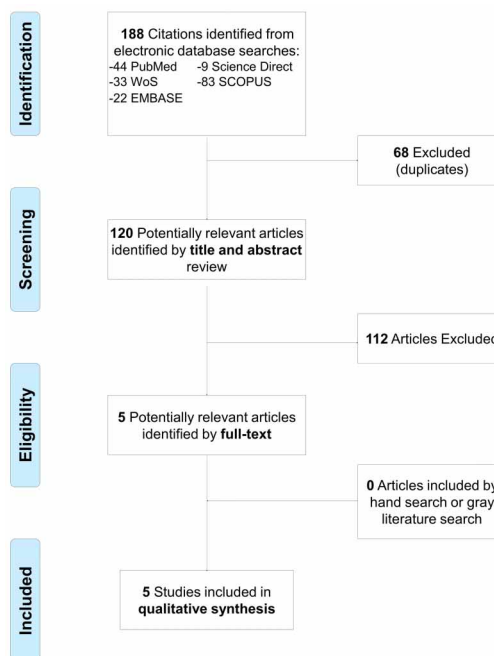 Identification
188 Citations identified from
electronic database searches:
-44 PubMed -9 Science Direct
-33 WoS -83 SCOPUS
-22 EMBASE
68 Excluded
(duplicates)
Screening
120 Potentially relevant articles
identified by title and abstract
review
112 Articles Excluded
Eligibility
5 Potentially relevant articles
identified by full-text
0 Articles included by
hand search or gray
literature search
Included
5 Studies included in
qualitative synthesis